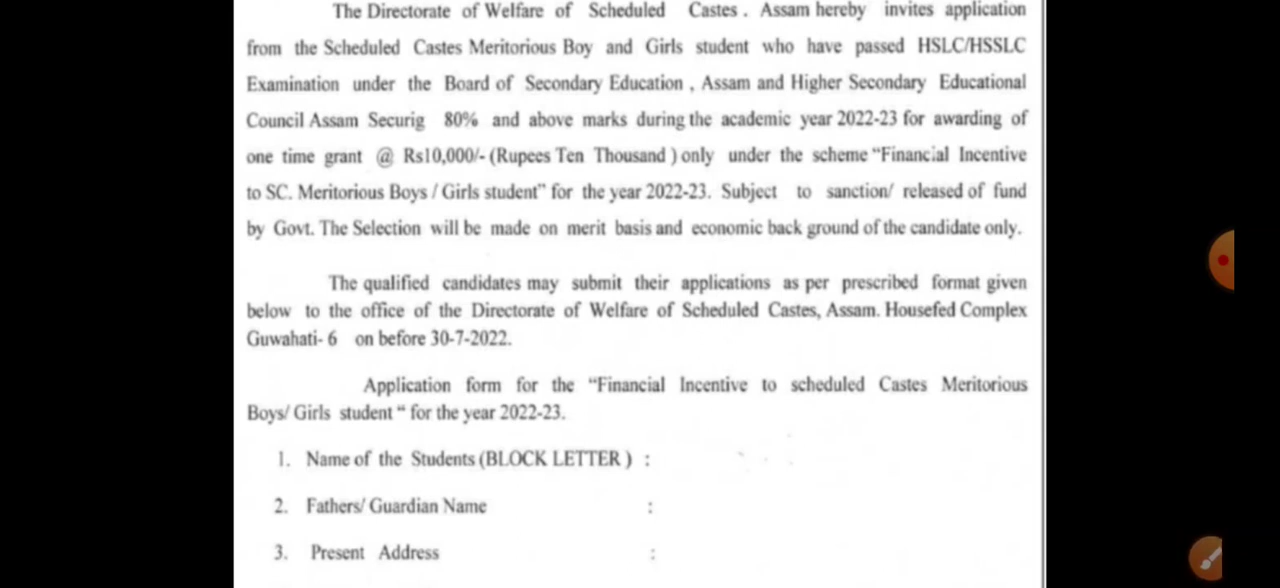 The Directorate of Welfare of Scheduled Castes . Assam hereby invites application
from the Scheduled Castes Meritorious Boy and Girls student who have passed HSLC/HSSLC
Examination under the Board of Secondary Education , Assam and Higher Secondary Educational
Council Assam Securig 80% and above marks during the academic year 2022-23 for awarding of
one time grant @ Rs10,000/- (Rupees Ten Thousand ) only under the scheme "Financial Incentive
to SC. Meritorious Boys / Girls student" for the year 2022-23. Subject to sanction/ released of fund
by Govt. The Selection will be made on merit basis and economic back ground of the candidate only.
The qualified candidates may submit their applications as per prescribed format given
below to the office of the Directorate of Welfare of Scheduled Castes, Assam. Housefed Complex
Guwahati- 6 on before 30-7-2022.
Application form for the "Financial Incentive to scheduled Castes Meritorious
Boys/ Girls student " for the year 2022-23.
1. Name of the Students (BLOCK LETTER ) :
2. Fathers/ Guardian Name :
3. Present Address :